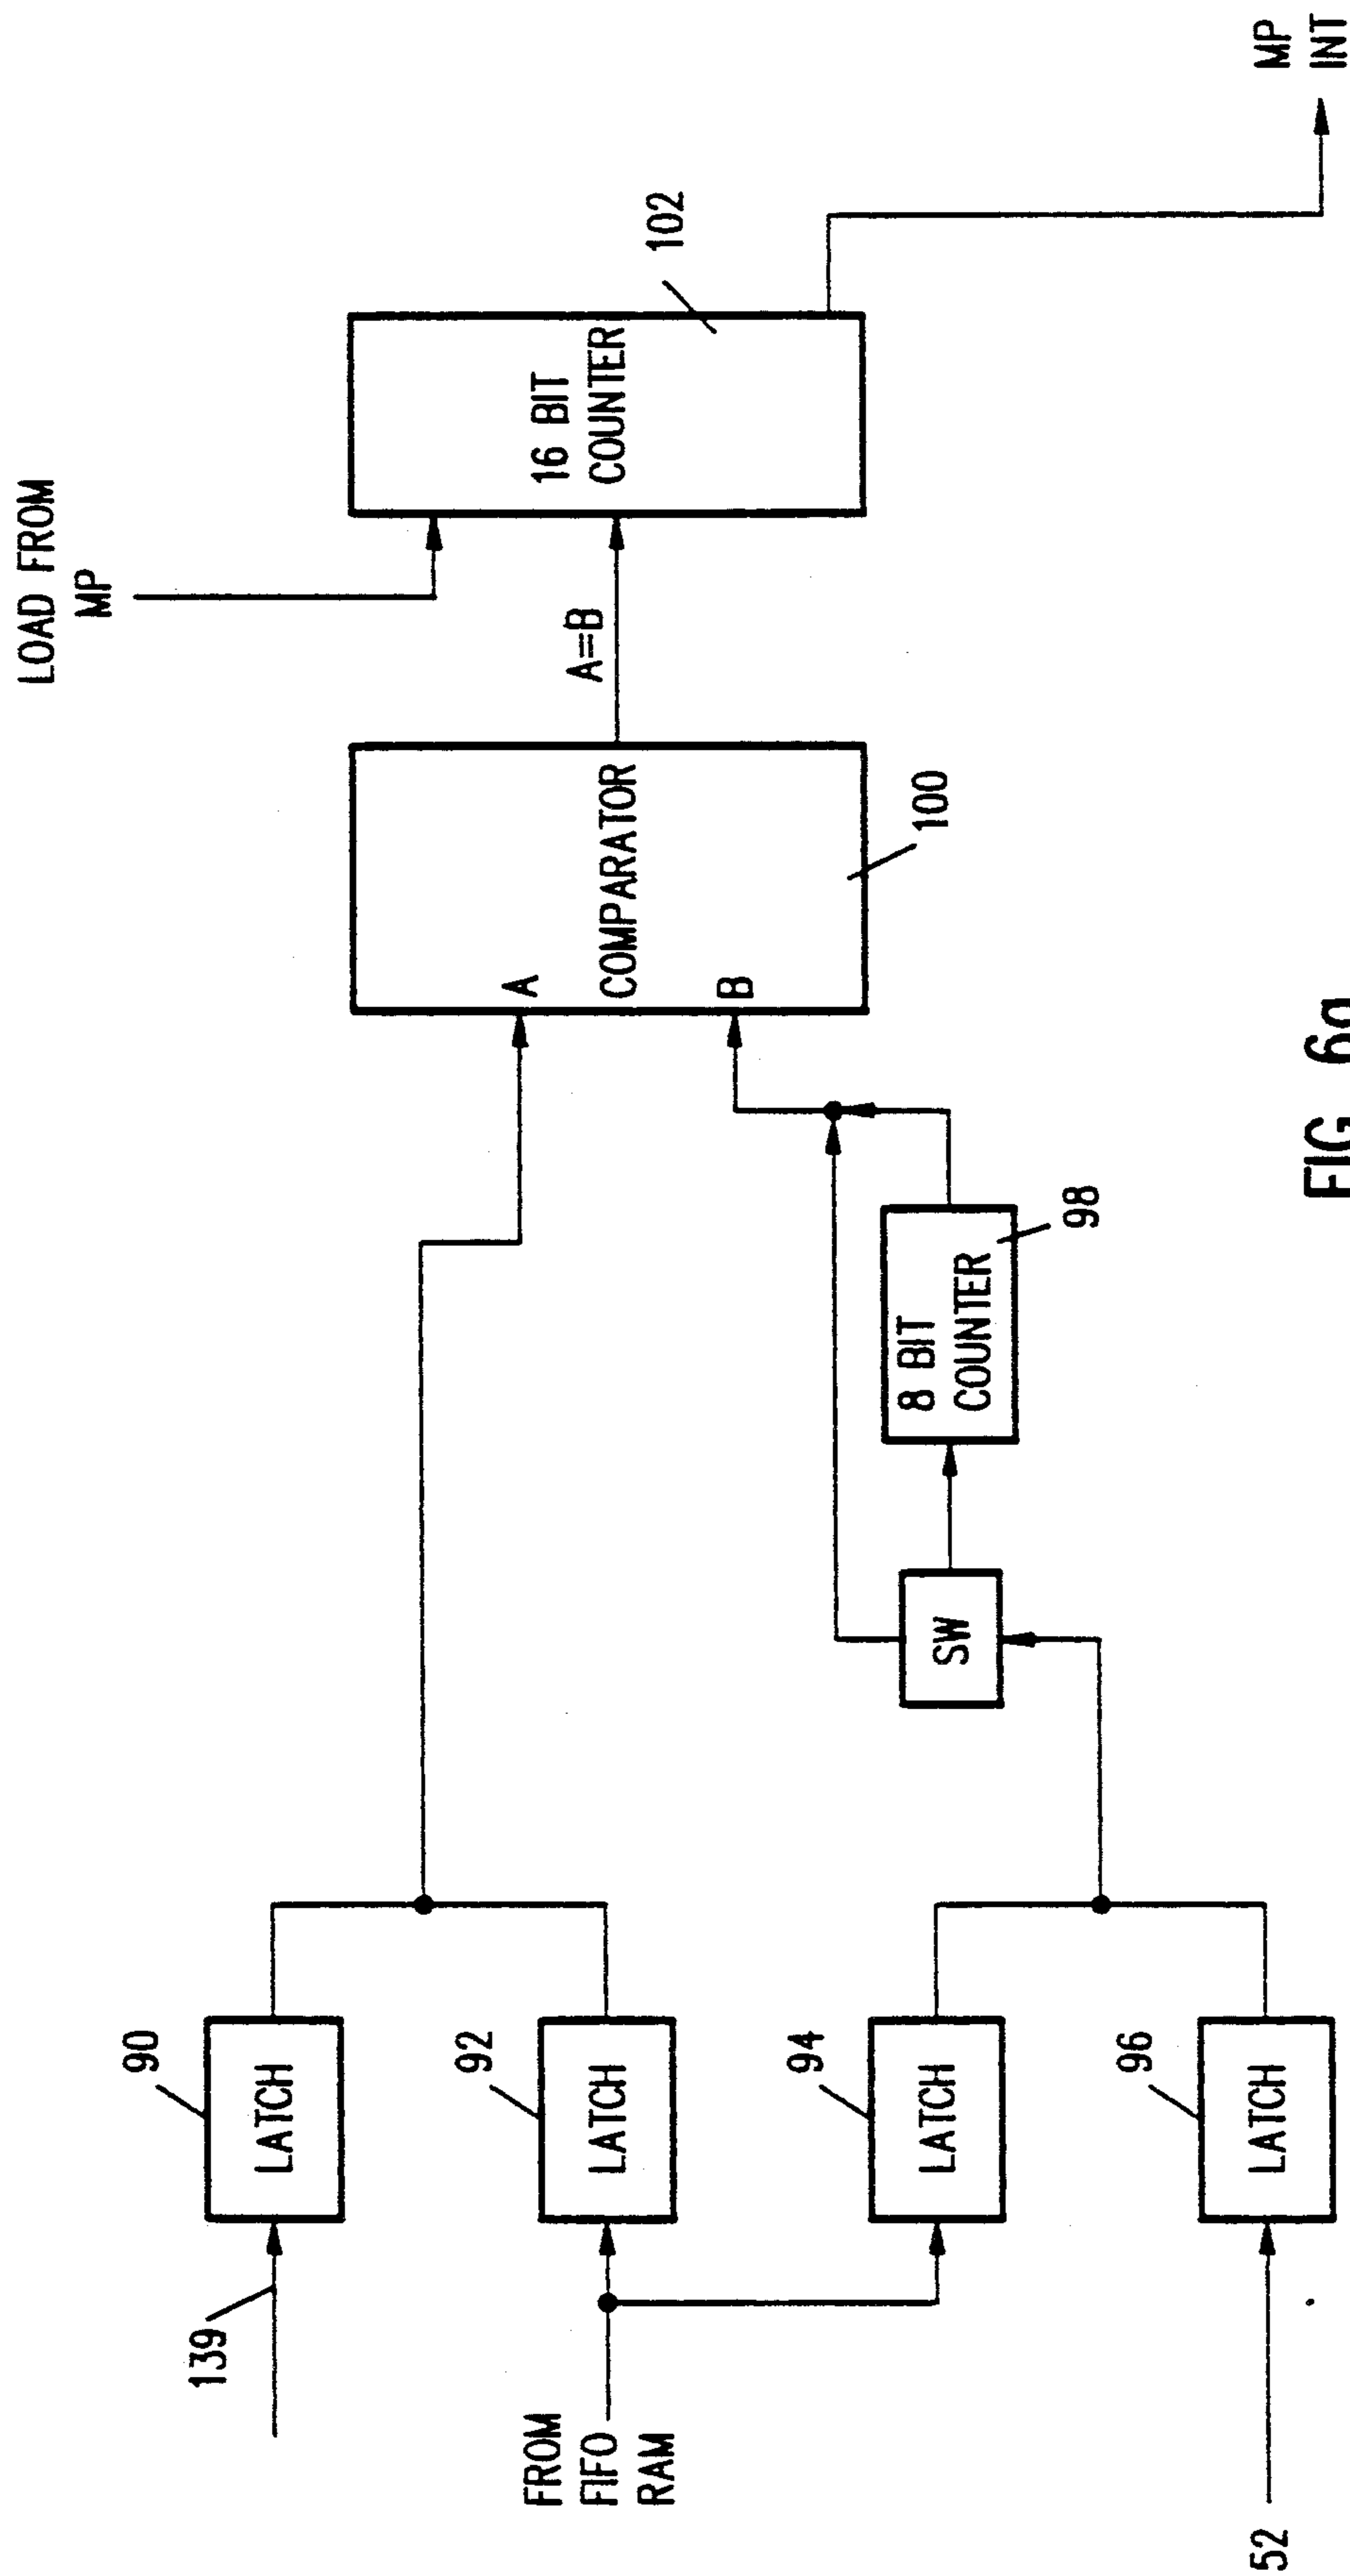 LOAD FROM
MP
139
90
LATCH
FROM
FIFO
RAM
92
LATCH
94
LATCH
52
96
LATCH
SW
8 BIT
COUNTER
98
A
COMPARATOR
B
100
A=B
16 BIT
COUNTER
102
MP
INT
FIG. 6a